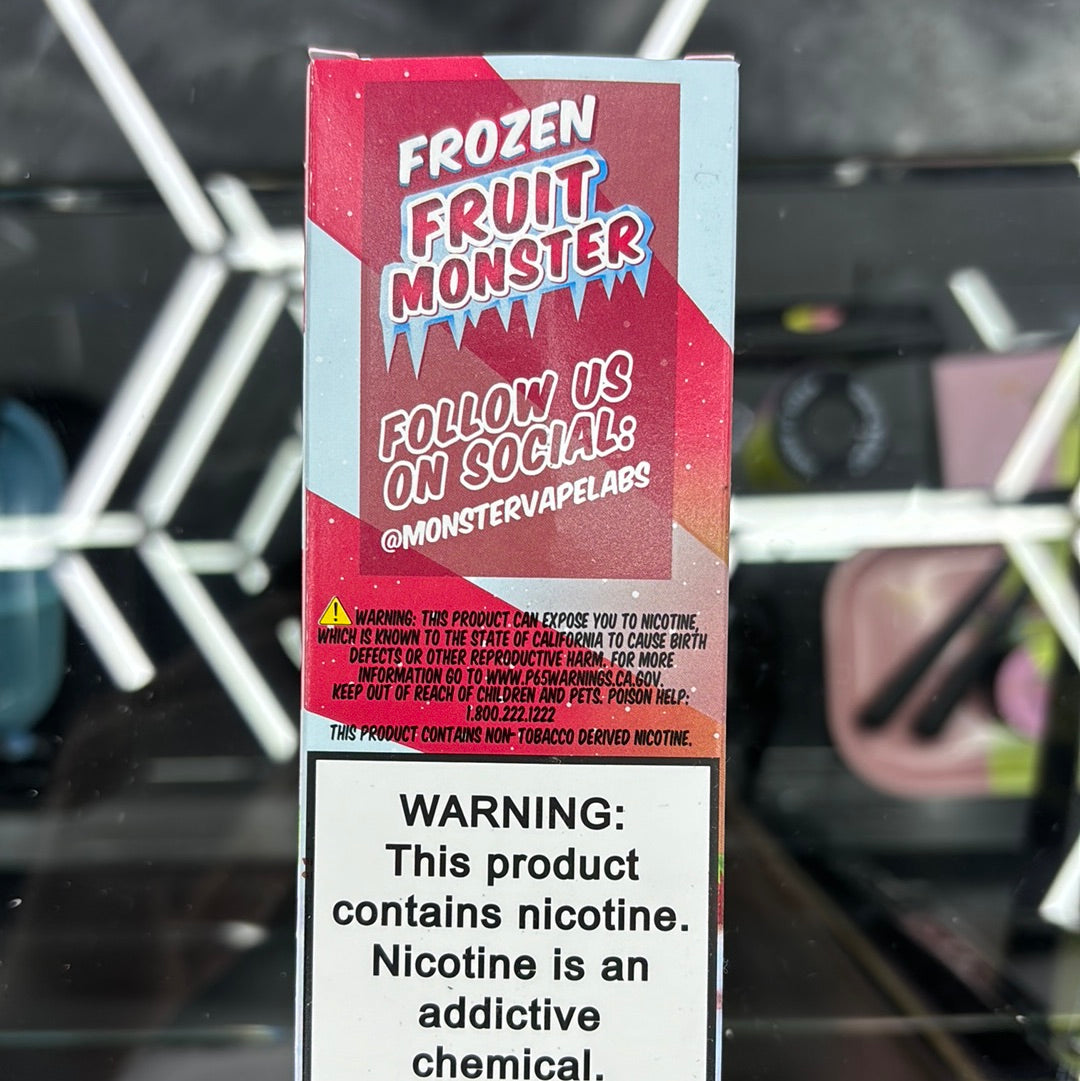 FROZEN
FRUIT
MONSTER
FOLLOW US
ON SOCIAL:
@MONSTERVAPELABS
WARNING: THIS PRODUCT CAN EXPOSE YOU TO NICOTINE,
WHICH IS KNOWN TO THE STATE OF CALIFORNIA TO CAUSE BIRTH
DEFECTS OR OTHER REPRODUCTIVE HARM. FOR MORE
INFORMATION GO TO WWW.P65WARNINGS.CA.GOV.
KEEP OUT OF REACH OF CHILDREN AND PETS. POISON HELP:
1.800.222.1222
THIS PRODUCT CONTAINS NON-TOBACCO DERIVED NICOTINE.
WARNING:
This product
contains nicotine.
Nicotine is an
addictive
chemical.